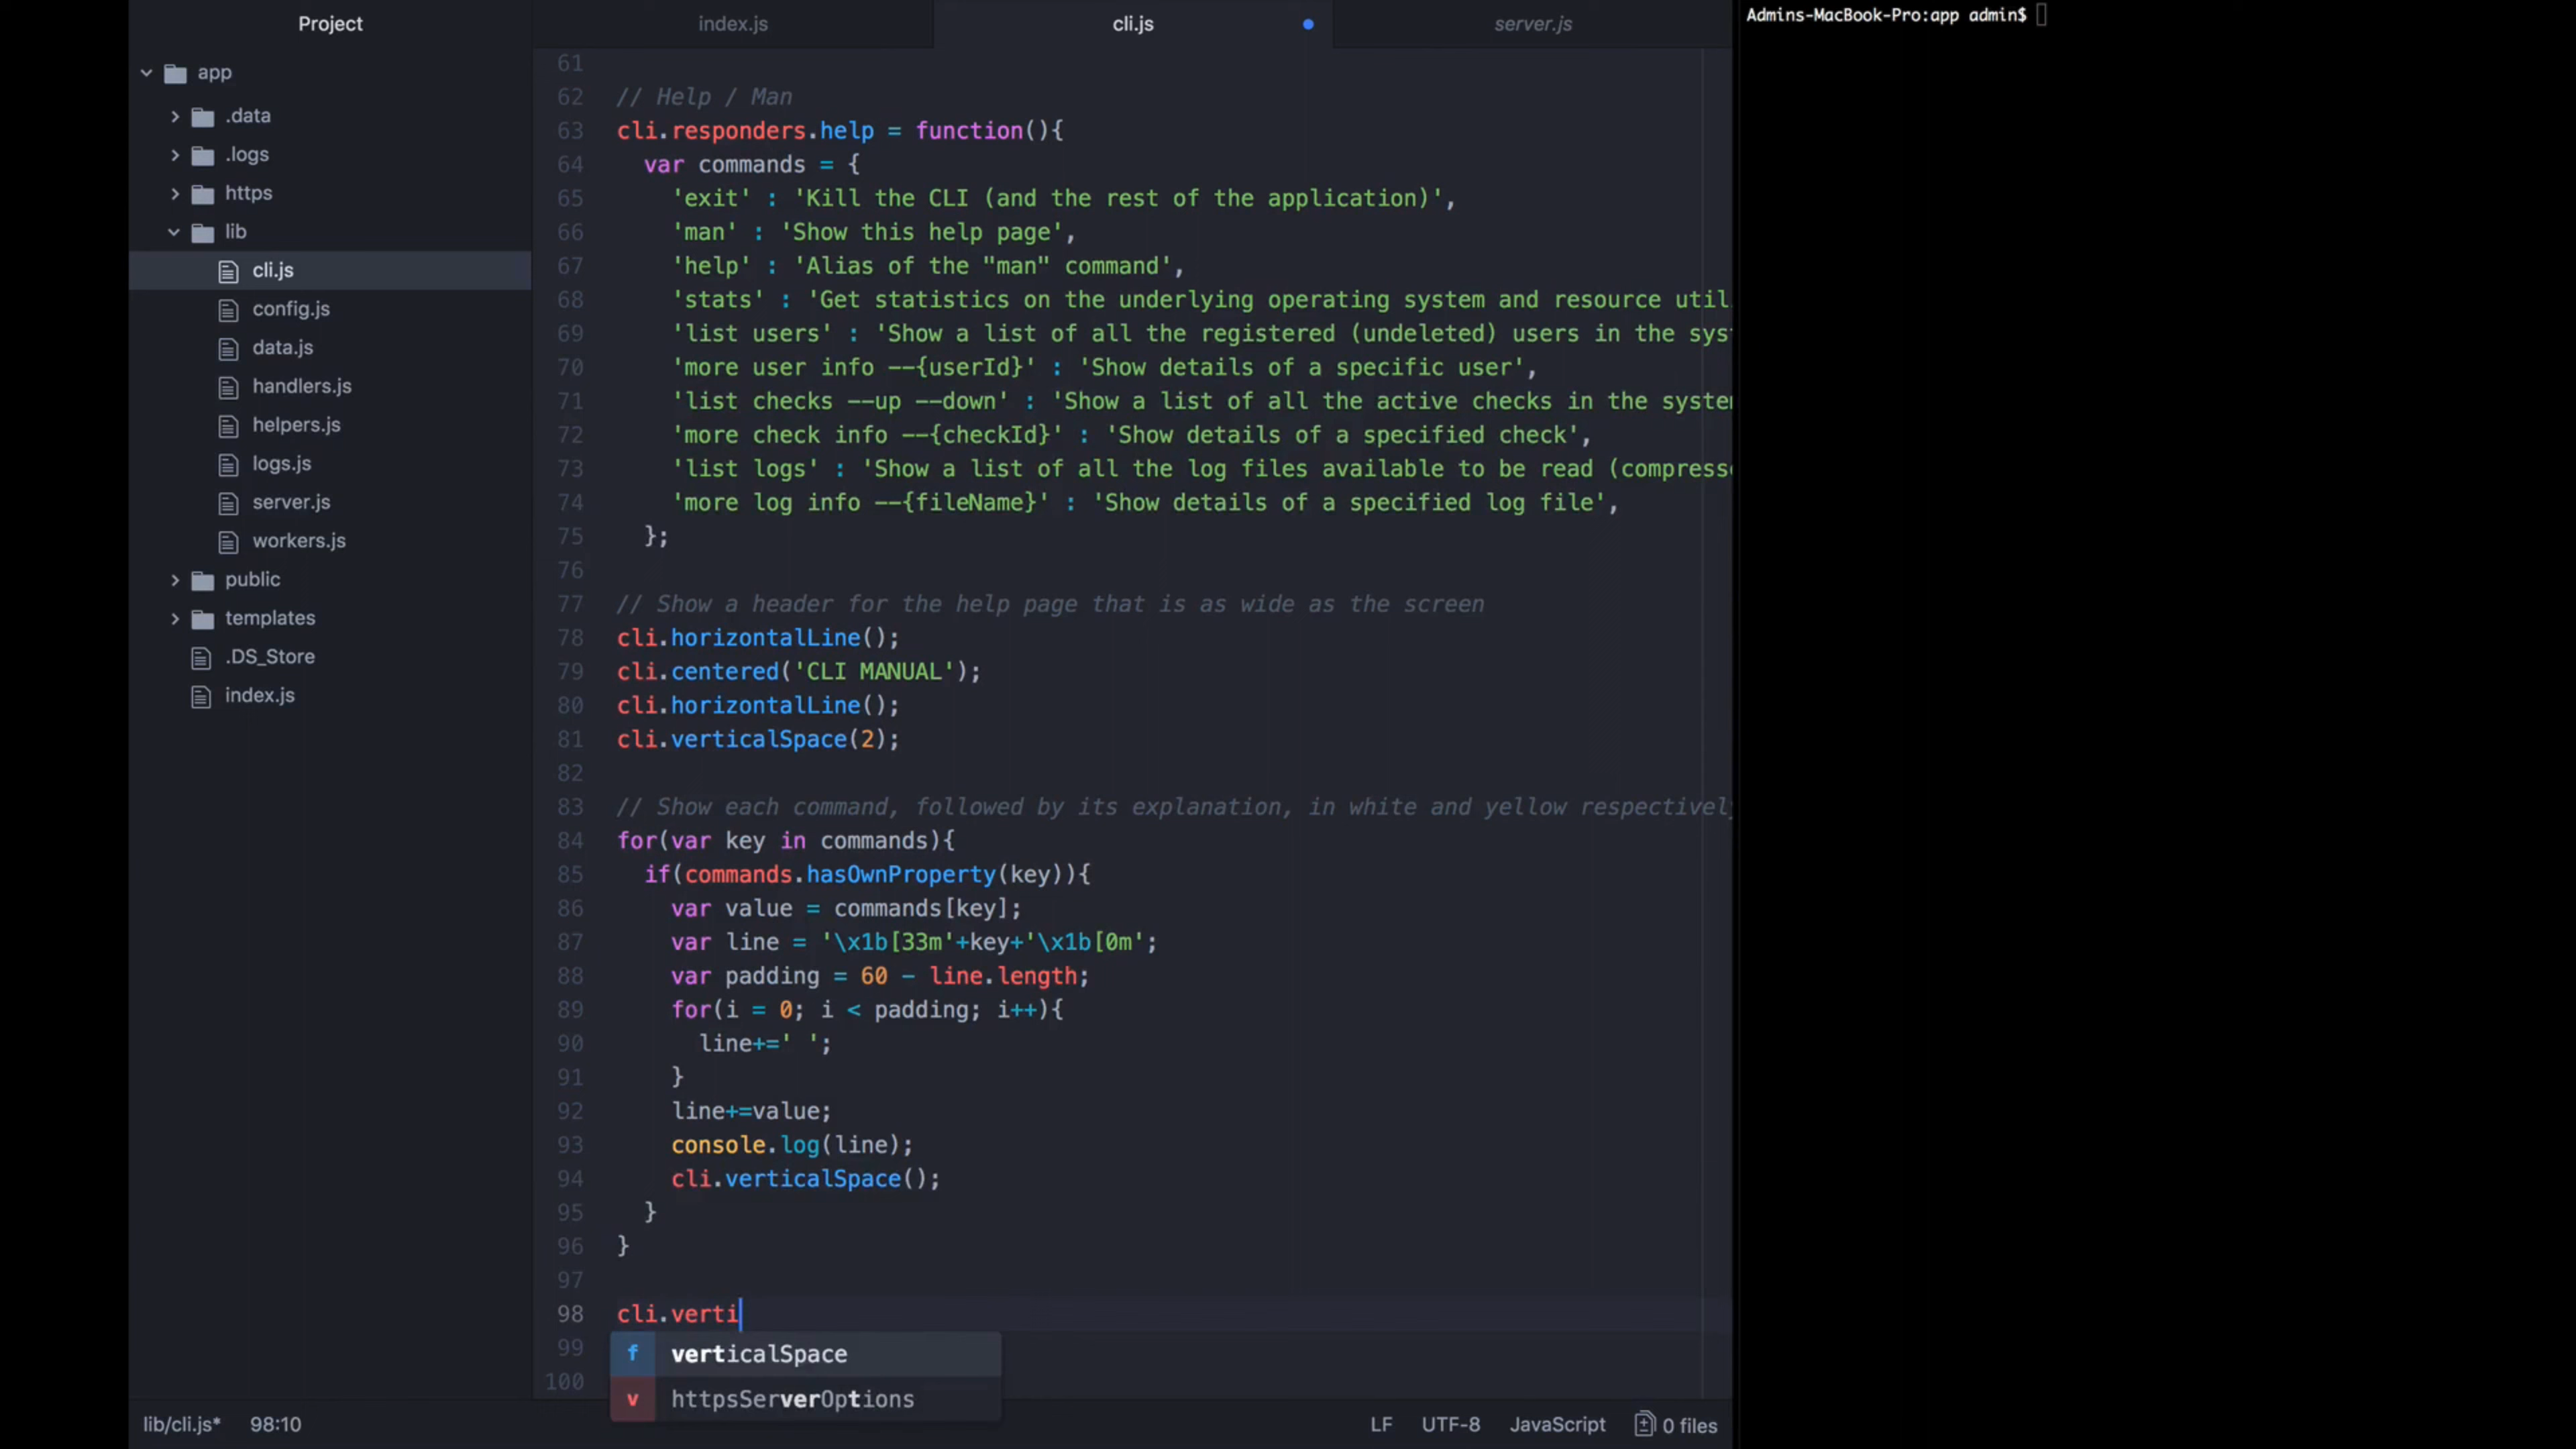 Project
app
.data
.logs
https
lib
cli.js
config.js
data.js
handlers.js
helpers.js
logs.js
server.js
workers.js
public
templates
.DS_Store
index.js
index.js
cli.js
server.js
61
62 // Help / Man
63 cli.responders.help = function(){
64 var commands = {
65 'exit' : 'Kill the CLI (and the rest of the application)',
66 'man' : 'Show this help page',
67 'help' : 'Alias of the "man" command',
68 'stats' : 'Get statistics on the underlying operating system and resource util
69 'list users' : 'Show a list of all the registered (undeleted) users in the sys
70 'more user info --{userId}' : 'Show details of a specific user',
71 'list checks --up --down' : 'Show a list of all the active checks in the system
72 'more check info --{checkId}' : 'Show details of a specified check',
73 'list logs' : 'Show a list of all the log files available to be read (compresse
74 'more log info --{fileName}' : 'Show details of a specified log file',
75 };
76
77 // Show a header for the help page that is as wide as the screen
78 cli.horizontalLine();
79 cli.centered('CLI MANUAL');
80 cli.horizontalLine();
81 cli.verticalSpace(2);
82
83 // Show each command, followed by its explanation, in white and yellow respectively
84 for(var key in commands){
85 if(commands.hasOwnProperty(key)){
86 var value = commands[key];
87 var line = '\x1b[33m'+key+'\x1b[0m';
88 var padding = 60 - line.length;
89 for(i = 0; i < padding; i++){
90 line+=' ';
91 }
92 line+=value;
93 console.log(line);
94 cli.verticalSpace();
95 }
96 }
97
98 cli.verti
99
100
f verticalSpace
v httpsServerOptions
lib/cli.js* 98:10
LF UTF-8 JavaScript 0 files
Admins-MacBook-Pro:app admin$